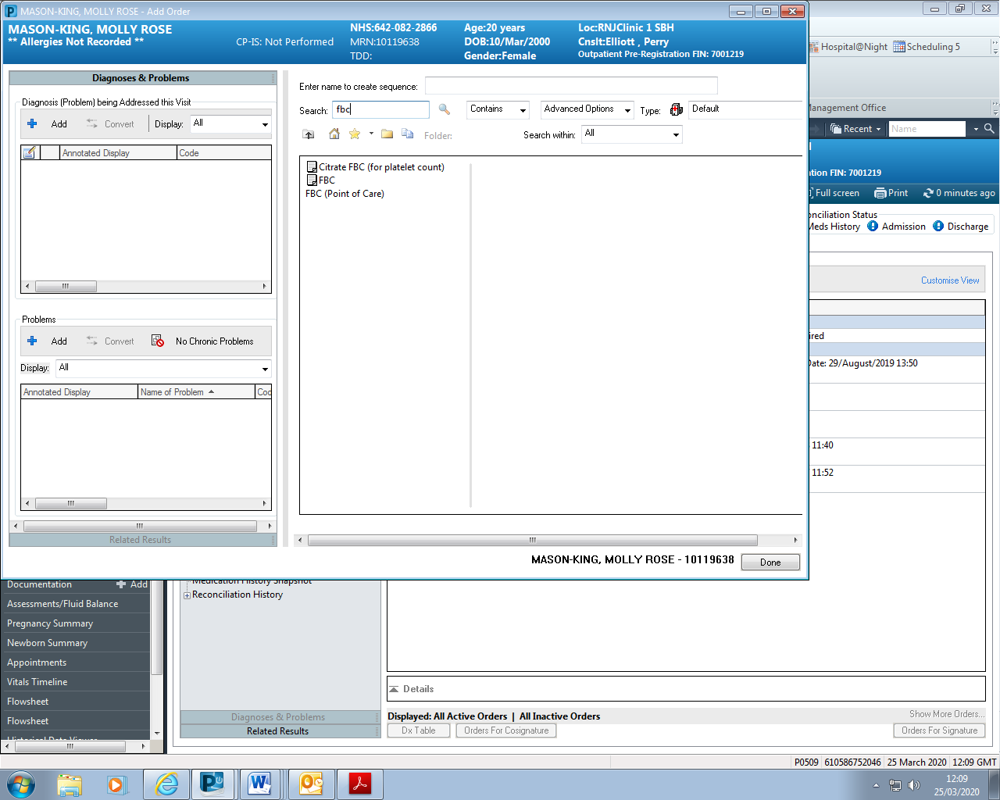 MASON-KING, MOLLY ROSE - Add Order
MASON-KING, MOLLY ROSE
** Allergies Not Recorded **
CP-IS: Not Performed
NHS:642-082-2866
MRN:10119638
TDD:
Age:20 years
DOB:10/Mar/2000
Gender:Female
Loc:RNJClinic 1 SBH
Cnslt:Elliott , Perry
Outpatient Pre-Registration FIN: 7001219
Diagnoses & Problems
Diagnosis (Problem) being Addressed this Visit
Add Convert Display: All
Annotated Display Code
Problems
Add Convert No Chronic Problems
Display: All
Annotated Display Name of Problem Cod
Related Results
Enter name to create sequence:
Search: fbc Contains Advanced Options Type: Default
Folder: Search within: All
Citrate FBC (for platelet count)
FBC
FBC (Point of Care)
MASON-KING, MOLLY ROSE - 10119638 Done
Hospital@Night Scheduling 5
Management Office
Recent Name
tion FIN: 7001219
Full screen Print 0 minutes ago
nciliation Status
Meds History Admission Discharge
Customise View
ired
Date: 29/August/2019 13:50
11:40
11:52
Documentation Add
Assessments/Fluid Balance
Pregnancy Summary
Newborn Summary
Appointments
Vitals Timeline
Flowsheet
Flowsheet
Historical Data Viewer
Medication History Snapshot
Reconciliation History
Diagnoses & Problems
Related Results
Details
Displayed: All Active Orders | All Inactive Orders
Show More Orders...
Dx Table Orders For Cosignature Orders For Signature
P0509 610586752046 25 March 2020 12:09 GMT
12:09
25/03/2020